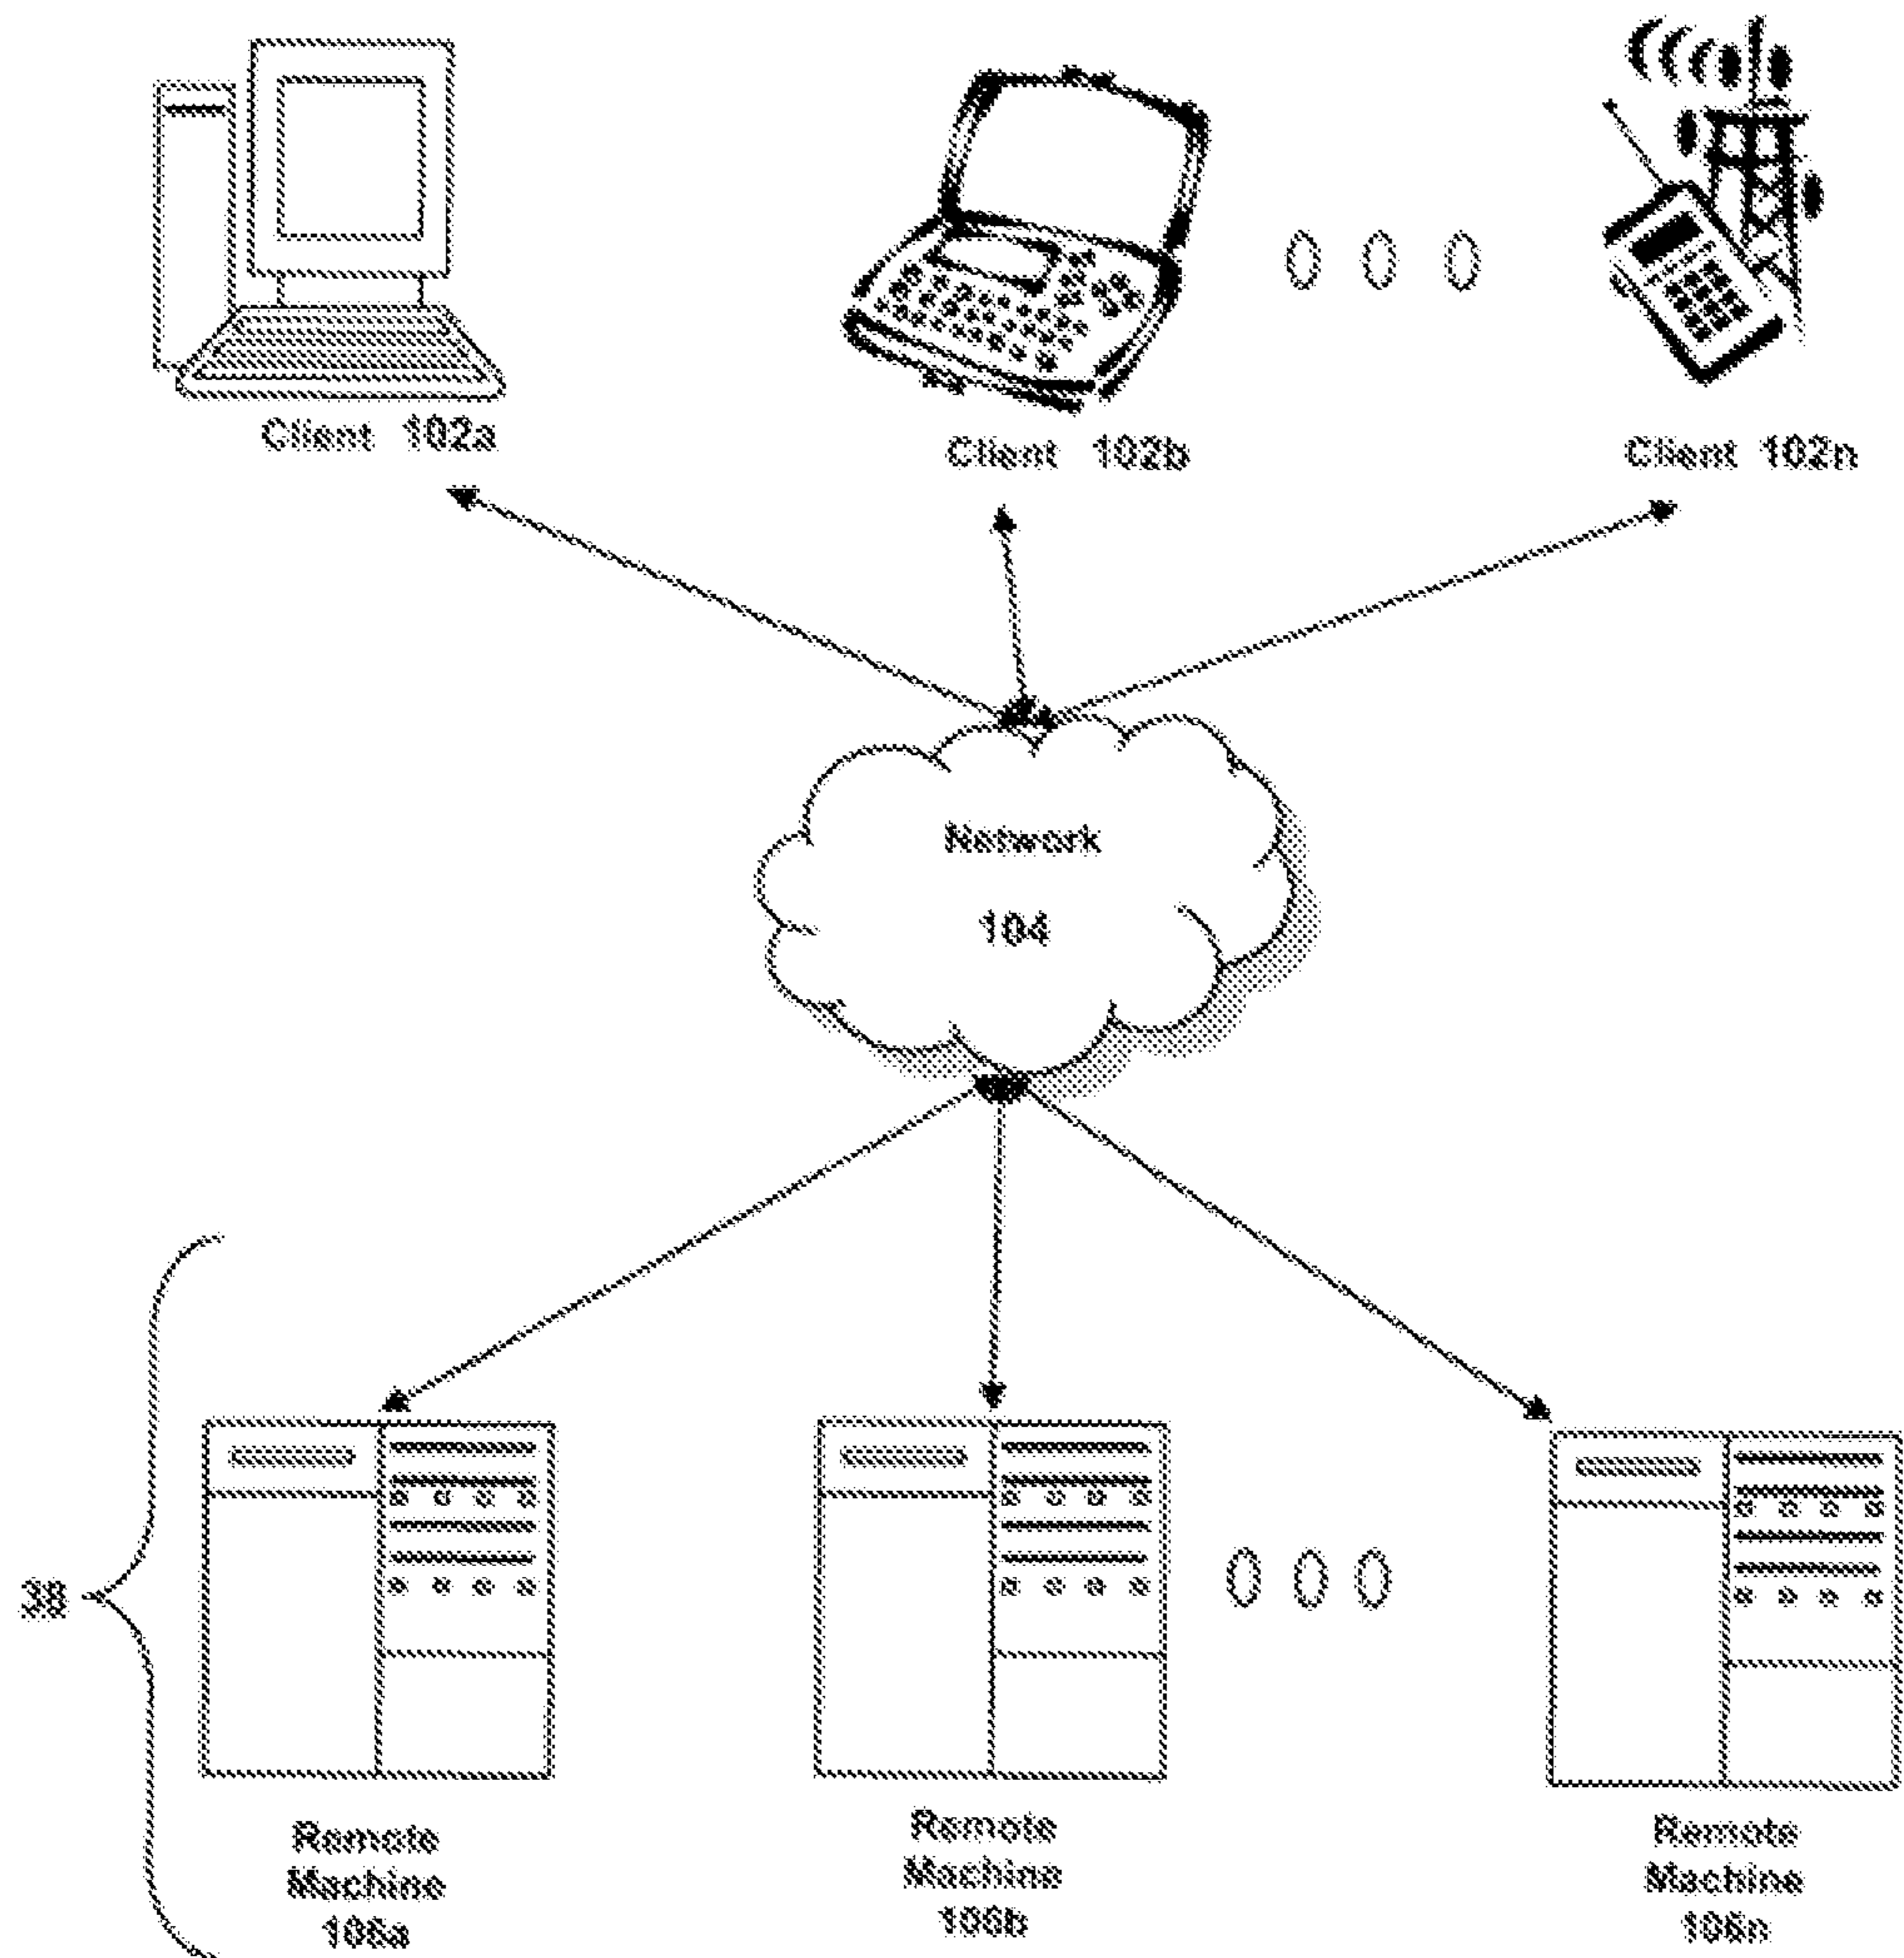 Client 102a
Client 102b
Client 102n
Network
104
38
Remote
Machine
106a
Remote
Machine
106b
Remote
Machine
106n